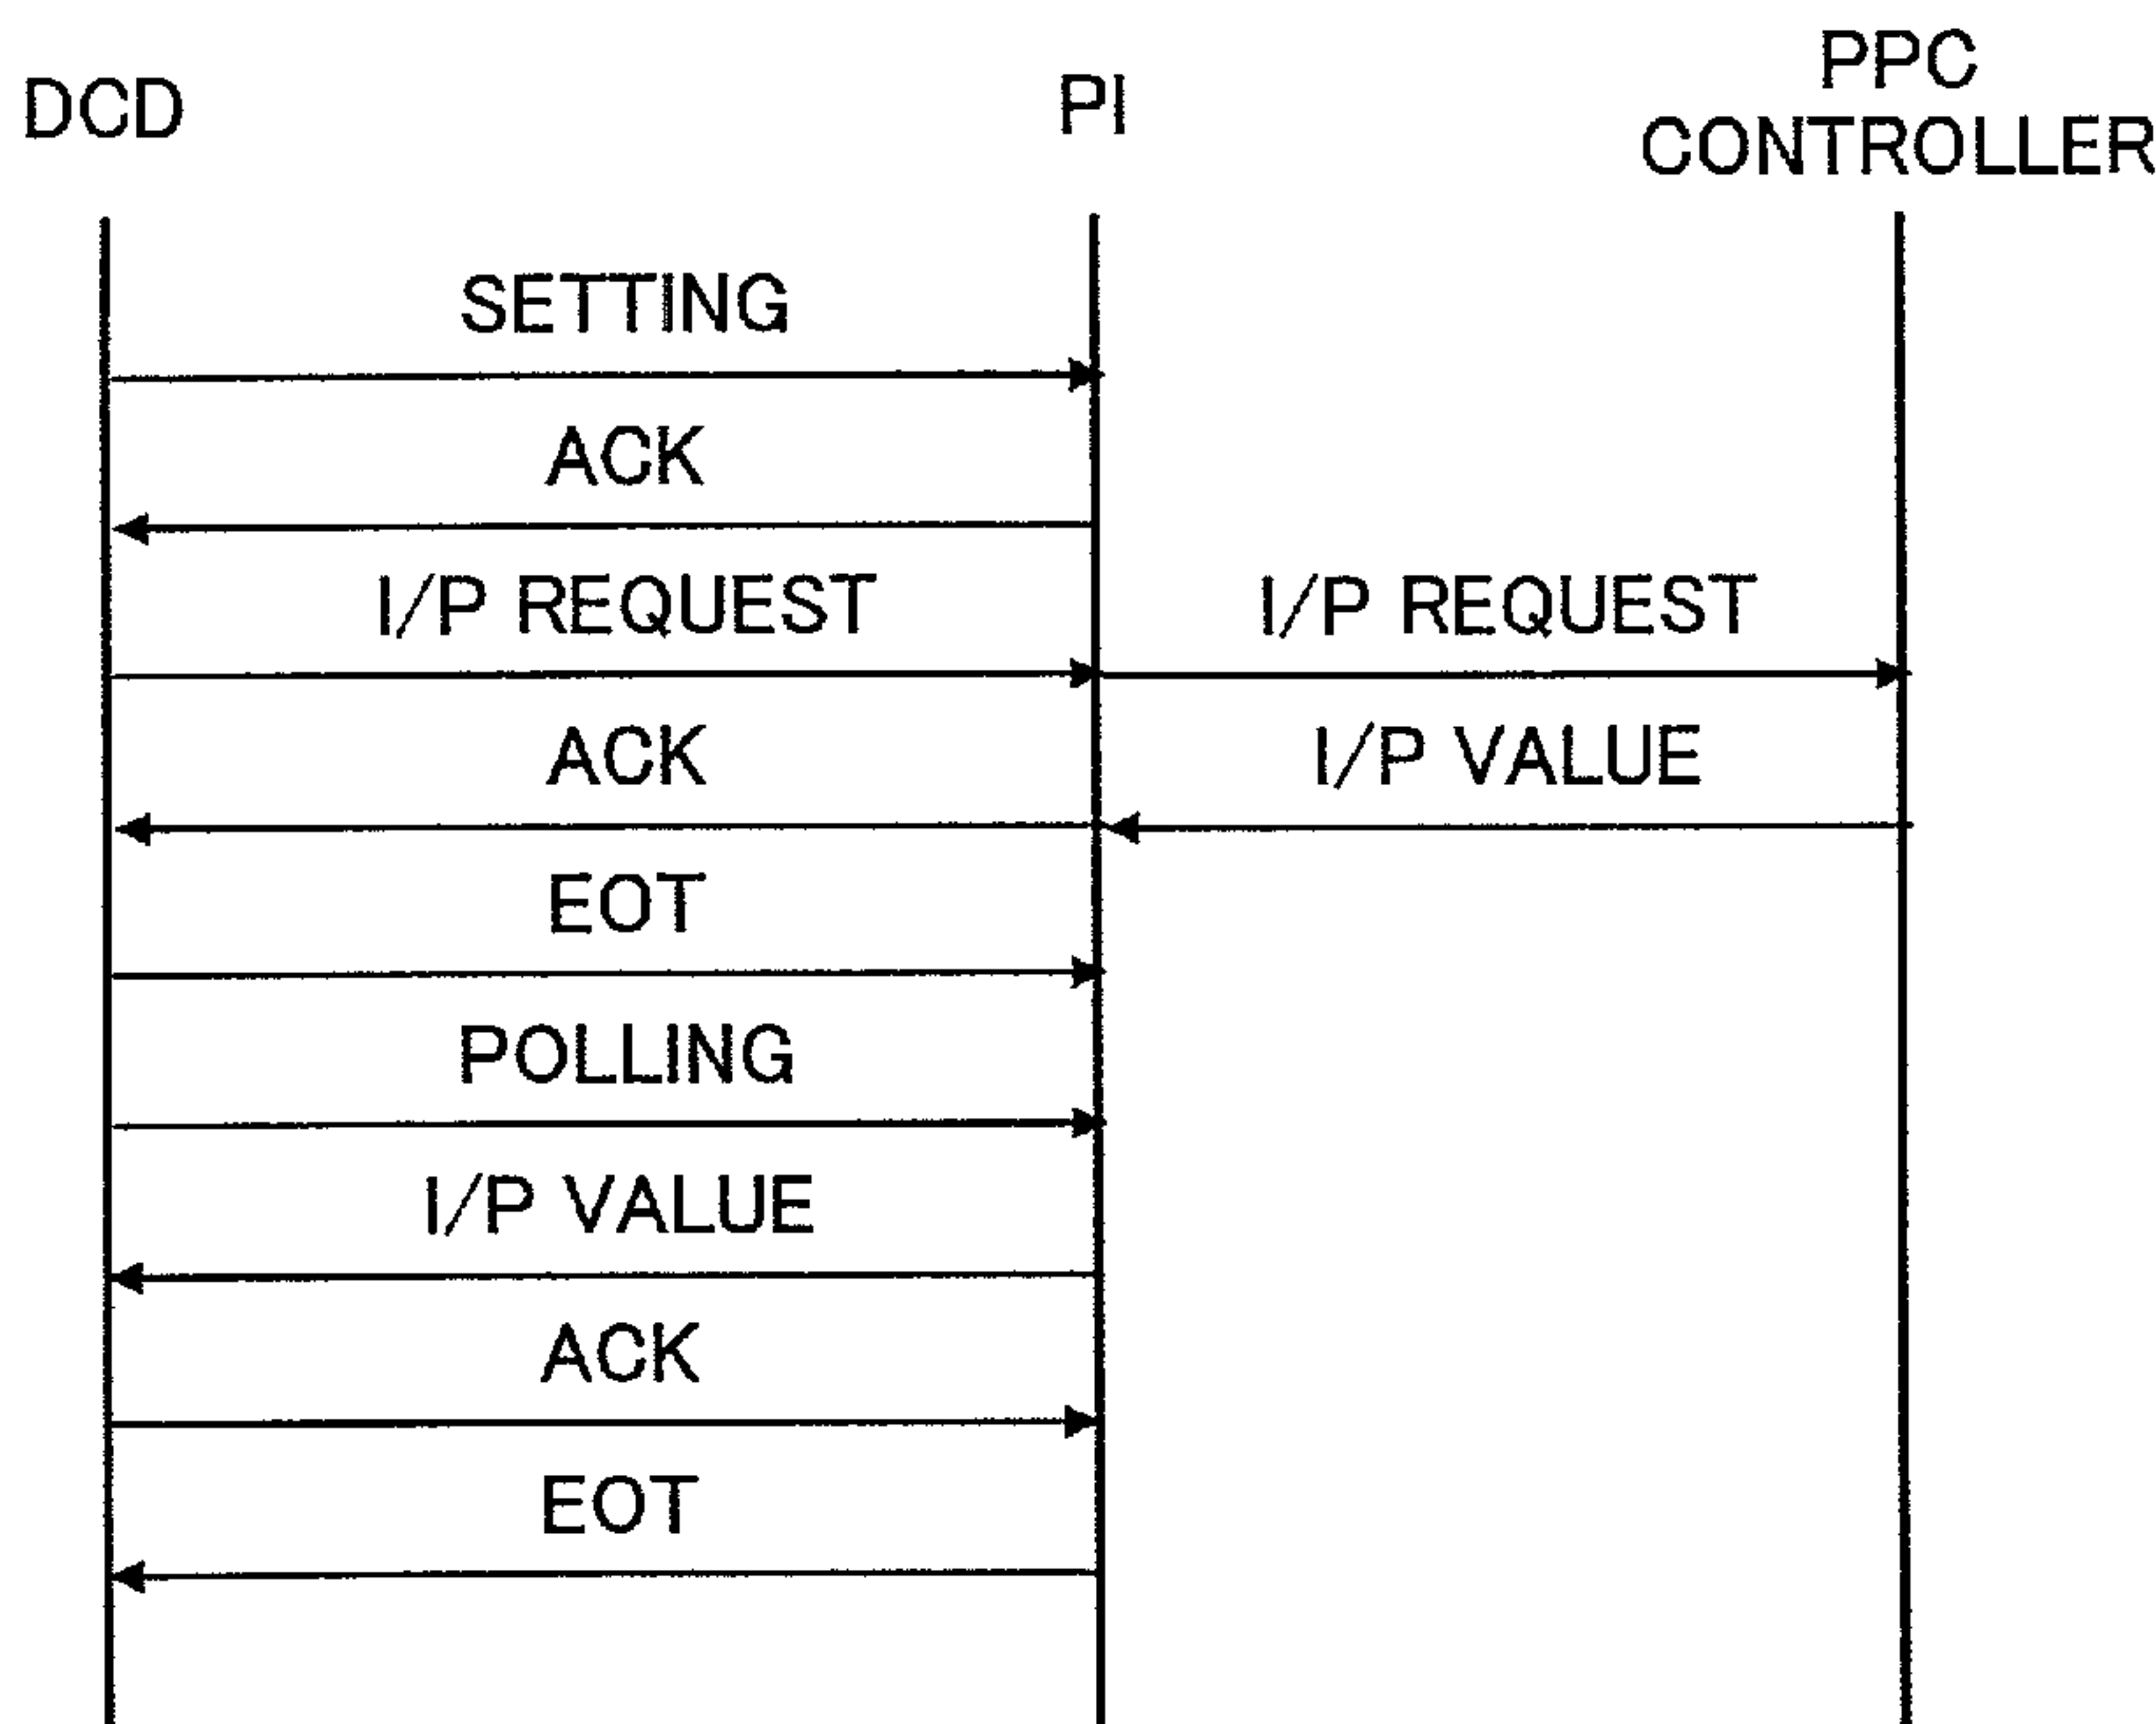 DCD
PI
PPC
CONTROLLER
SETTING
ACK
I/P REQUEST
I/P REQUEST
ACK
I/P VALUE
EOT
POLLING
I/P VALUE
ACK
EOT